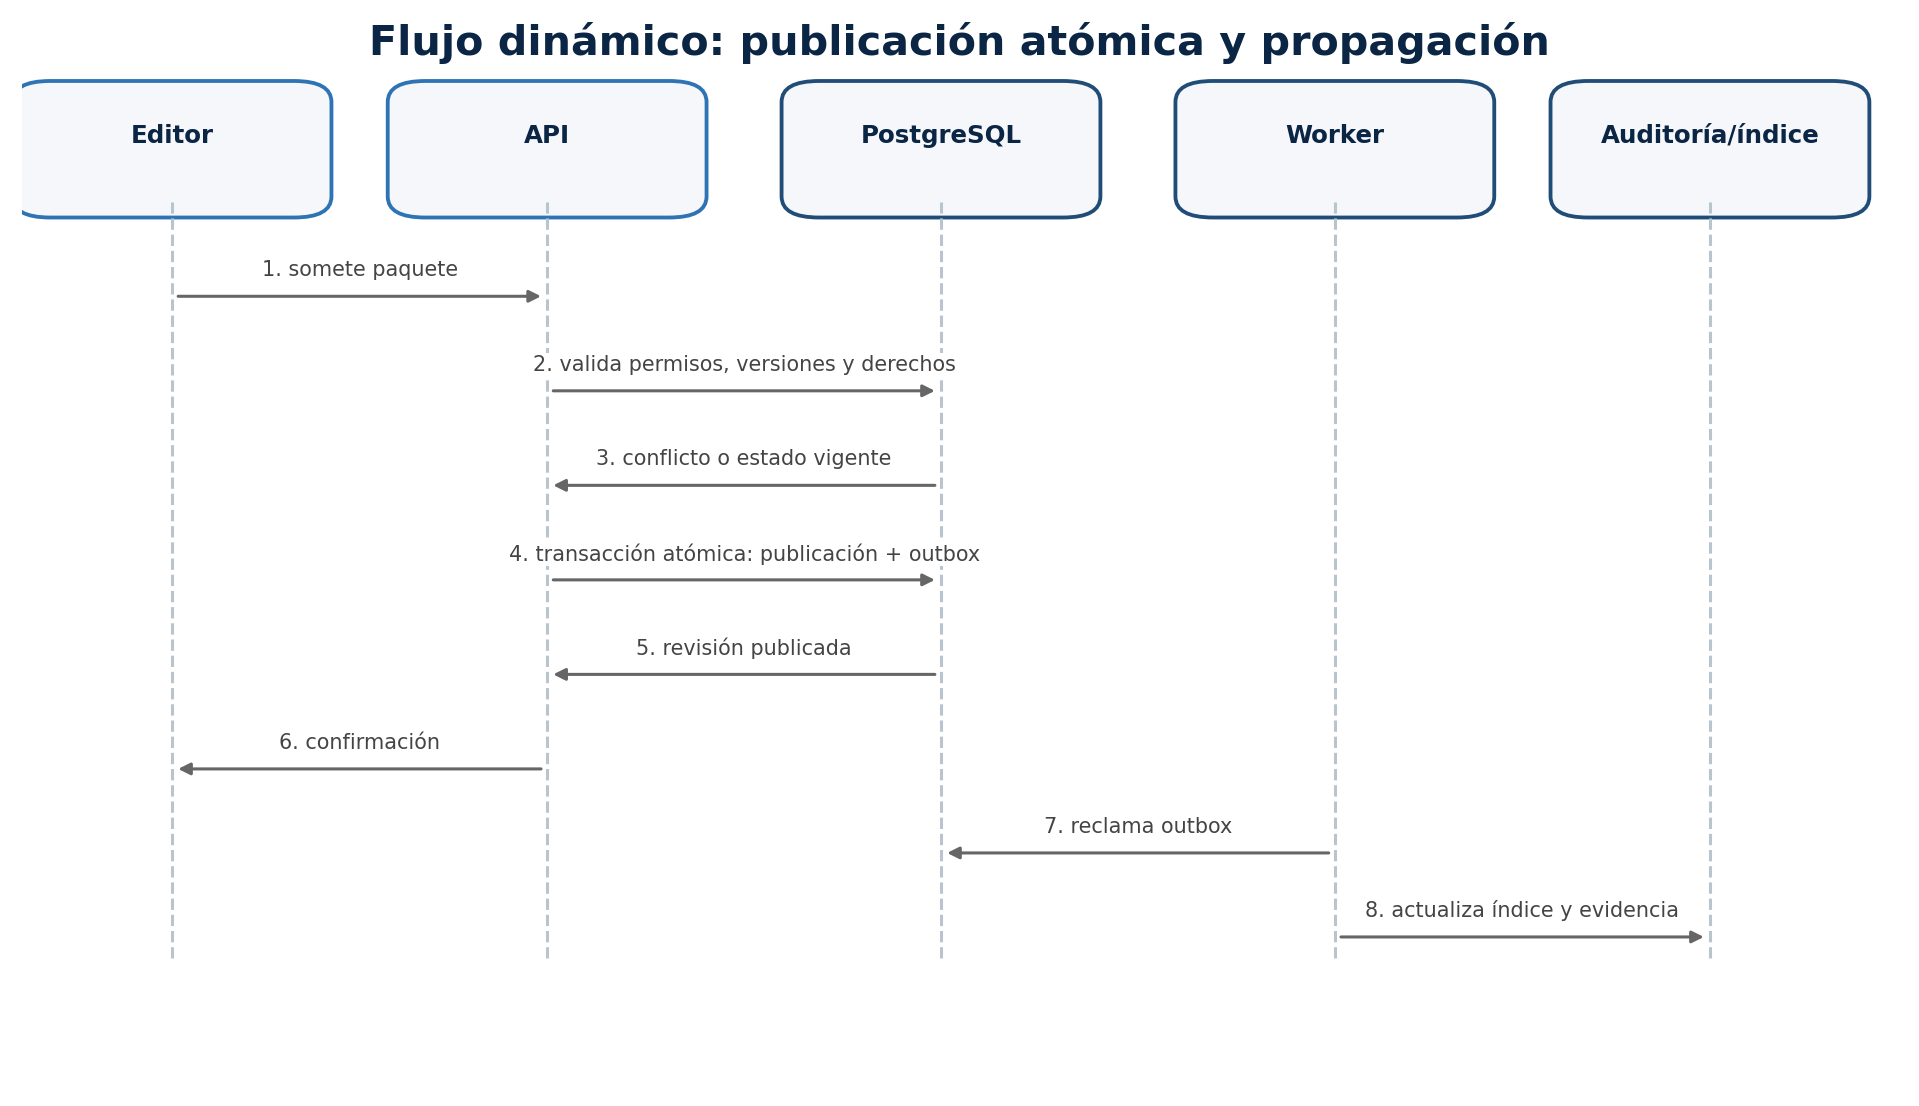 Flujo dinámico: publicación atómica y propagación
Editor
API
PostgreSQL
Worker
Auditoría/índice
1. somete paquete
2. valida permisos, versiones y derechos
3. conflicto o estado vigente
4. transacción atómica: publicación + outbox
5. revisión publicada
6. confirmación
7. reclama outbox
8. actualiza índice y evidencia